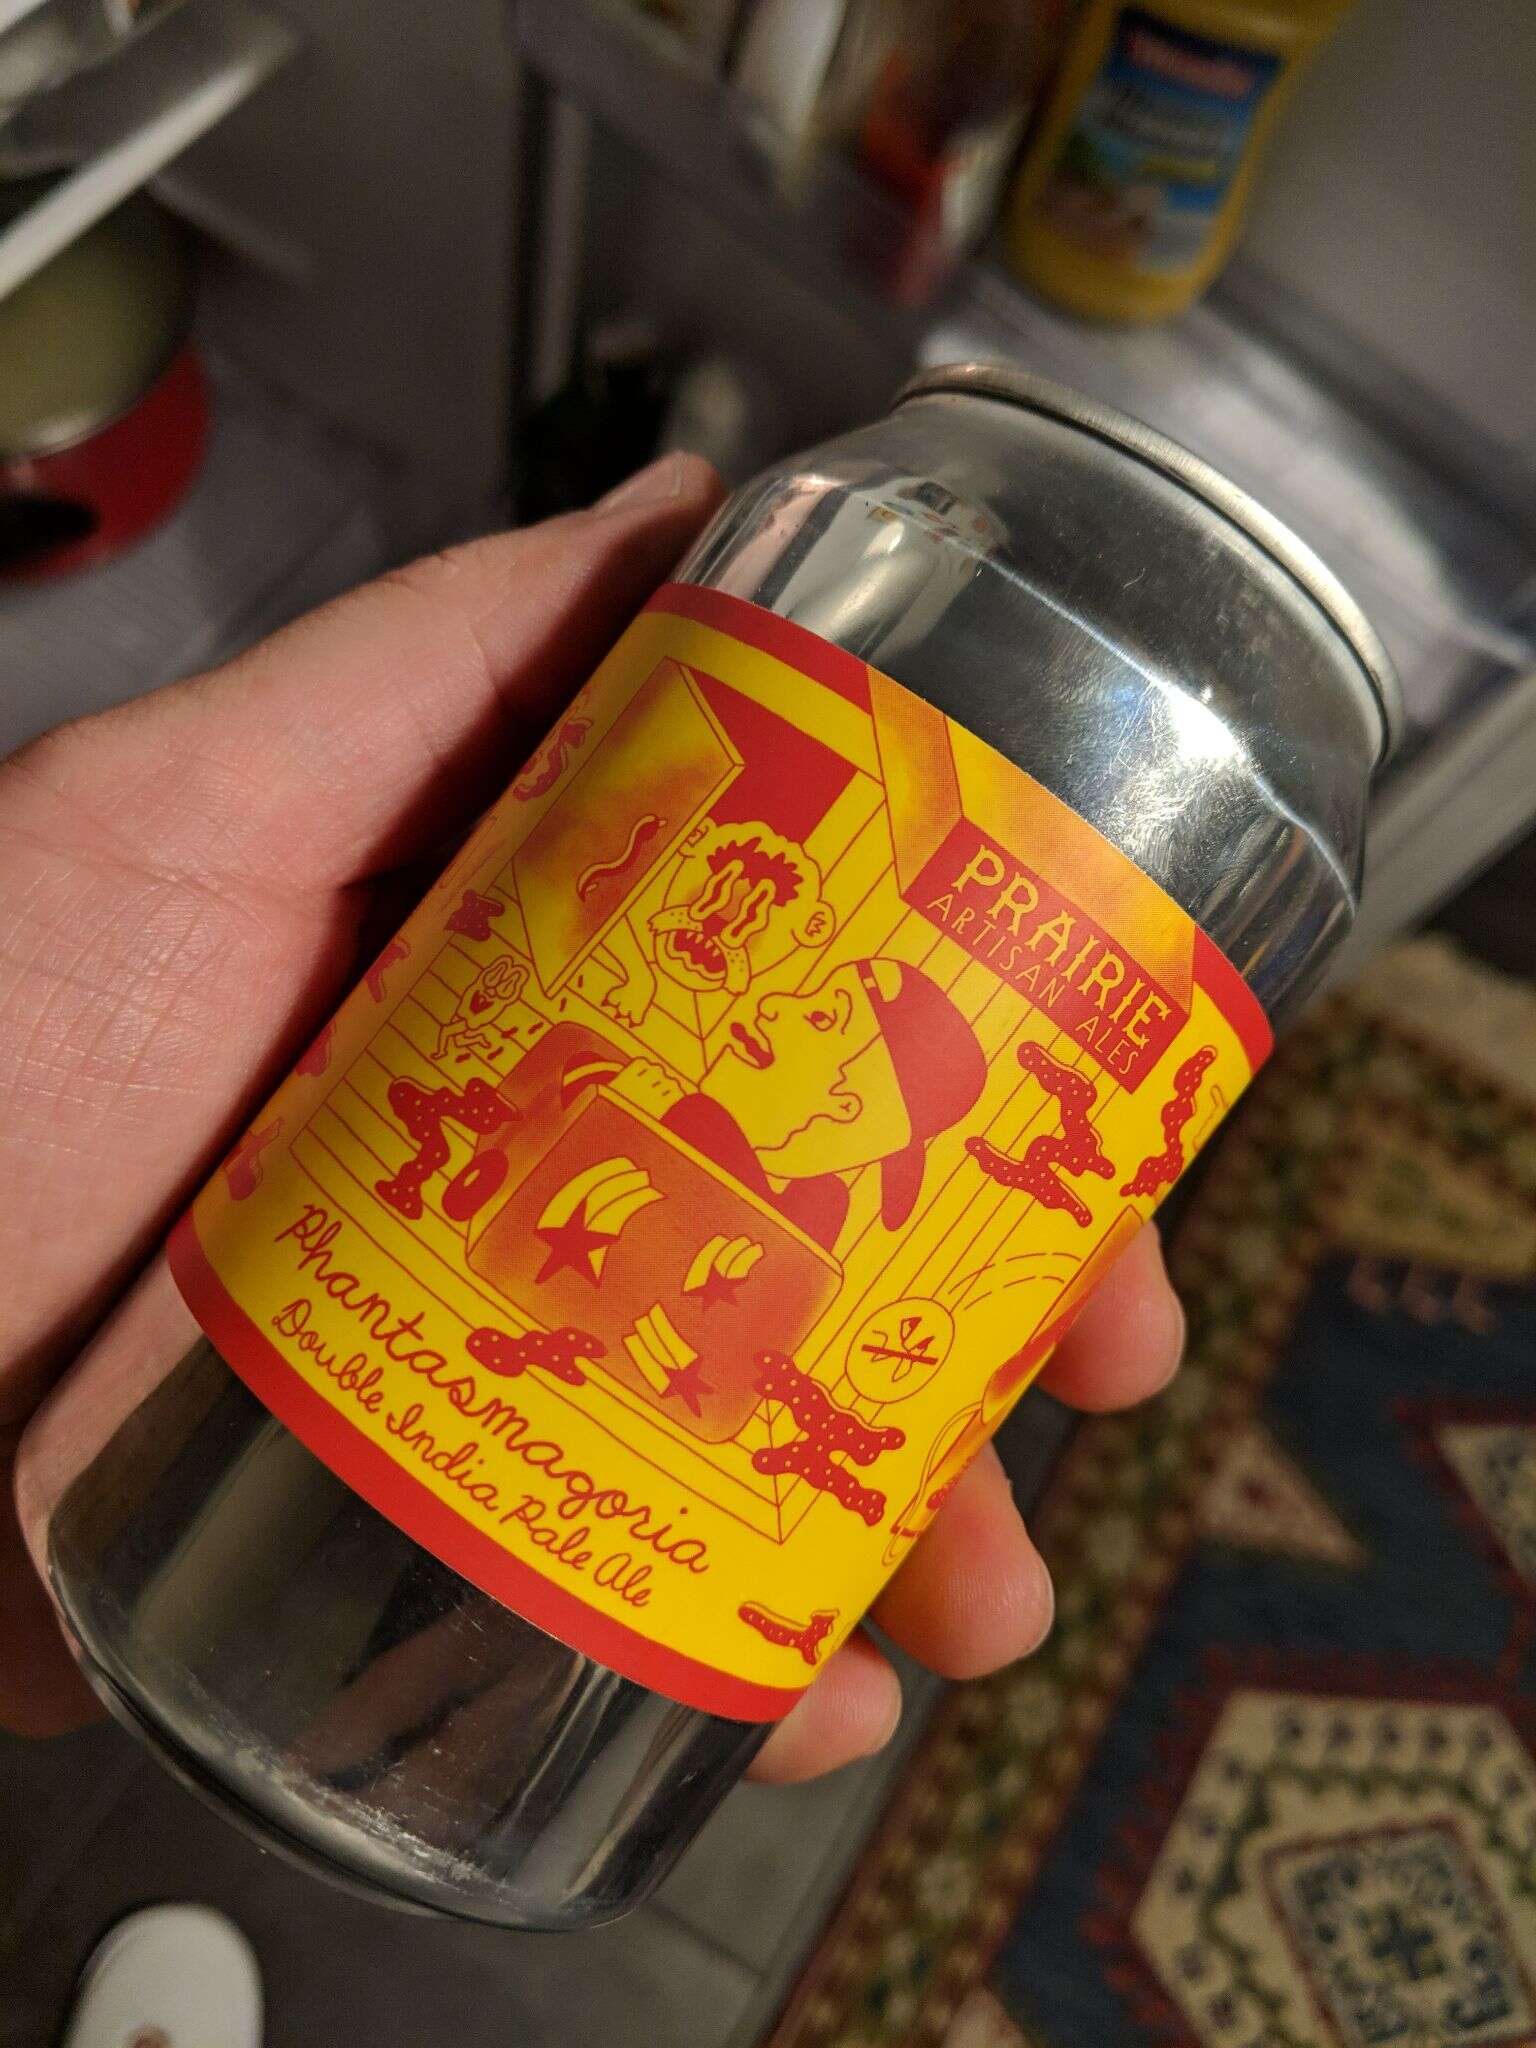 PRAIRIE
ARTISAN ALES
Phantasmagoria
Double India Pale Ale